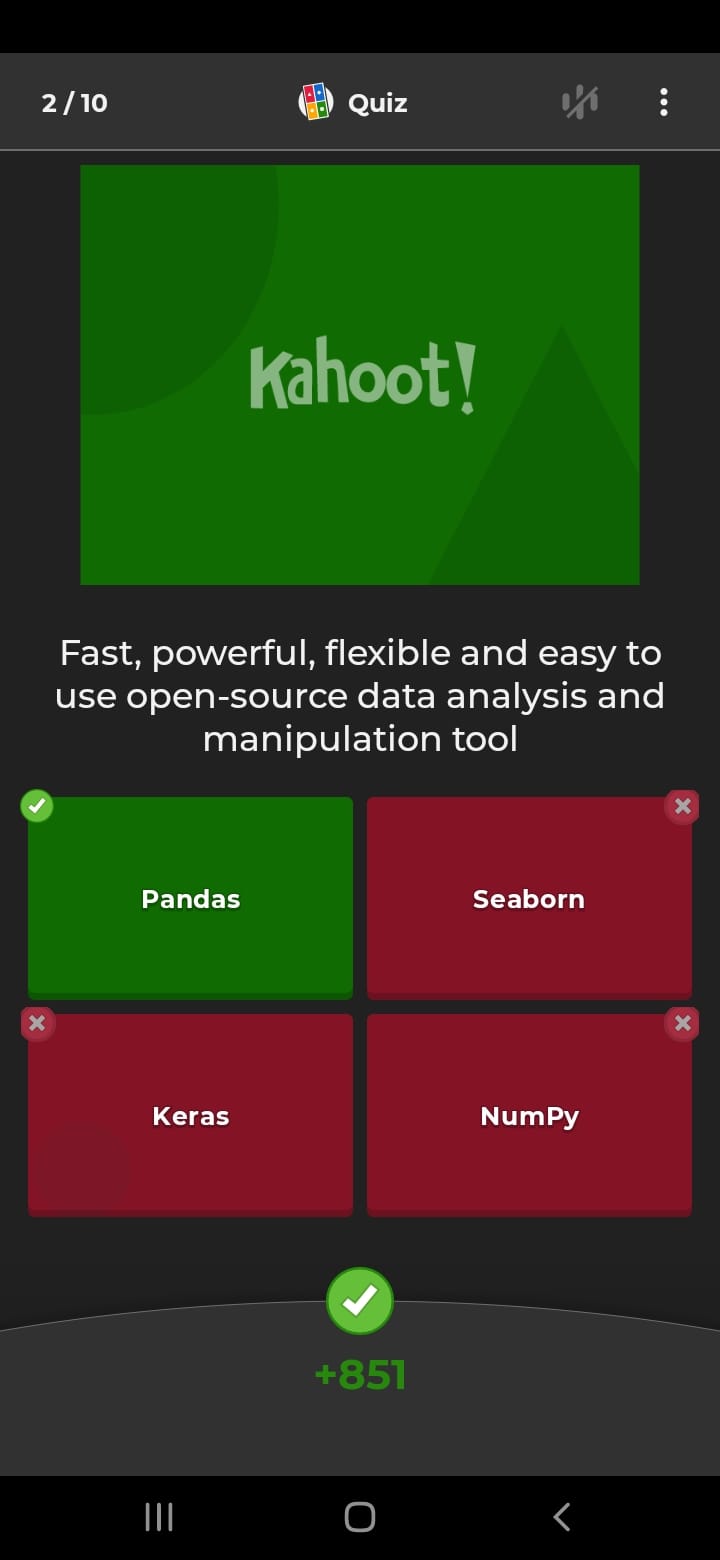 2 / 10
Quiz
Kahoot!
Fast, powerful, flexible and easy to
use open-source data analysis and
manipulation tool
Pandas
Seaborn
Keras
NumPy
+851